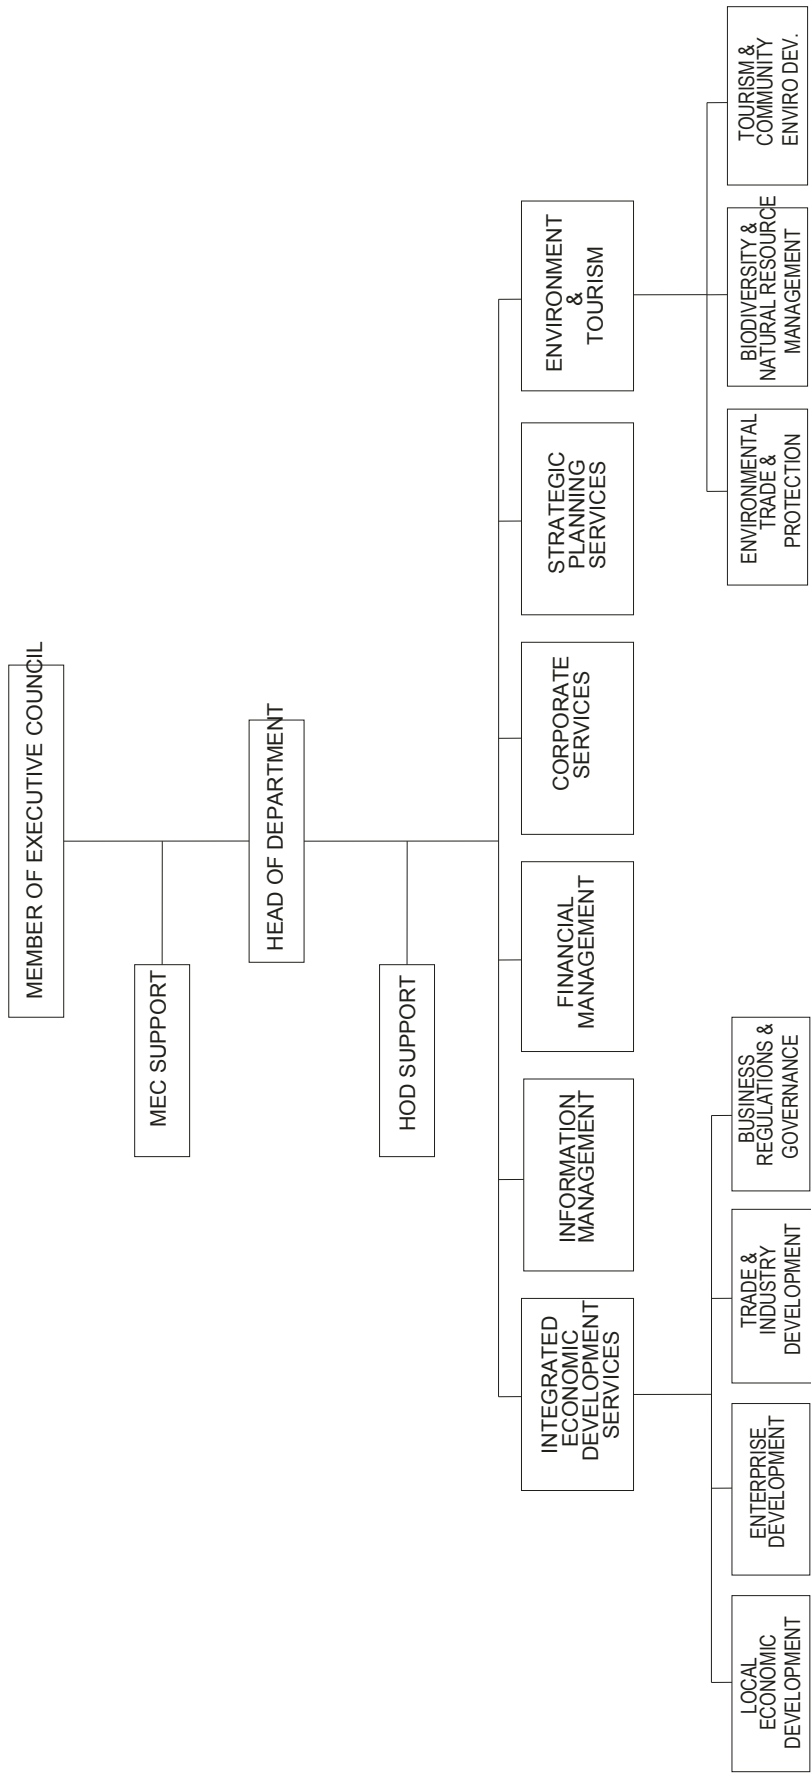 MEMBER OF EXECUTIVE COUNCIL
MEC SUPPORT
HEAD OF DEPARTMENT
HOD SUPPORT
INTEGRATED
ECONOMIC
DEVELOPMENT
SERVICES
INFORMATION
MANAGEMENT
FINANCIAL
MANAGEMENT
CORPORATE
SERVICES
STRATEGIC
PLANNING
SERVICES
ENVIRONMENT
&
TOURISM
LOCAL
ECONOMIC
DEVELOPMENT
ENTERPRISE
DEVELOPMENT
TRADE &
INDUSTRY
DEVELOPMENT
BUSINESS
REGULATIONS &
GOVERNANCE
ENVIRONMENTAL
TRADE &
PROTECTION
BIODIVERSITY &
NATURAL RESOURCE
MANAGEMENT
TOURISM &
COMMUNITY
ENVIRO DEV.